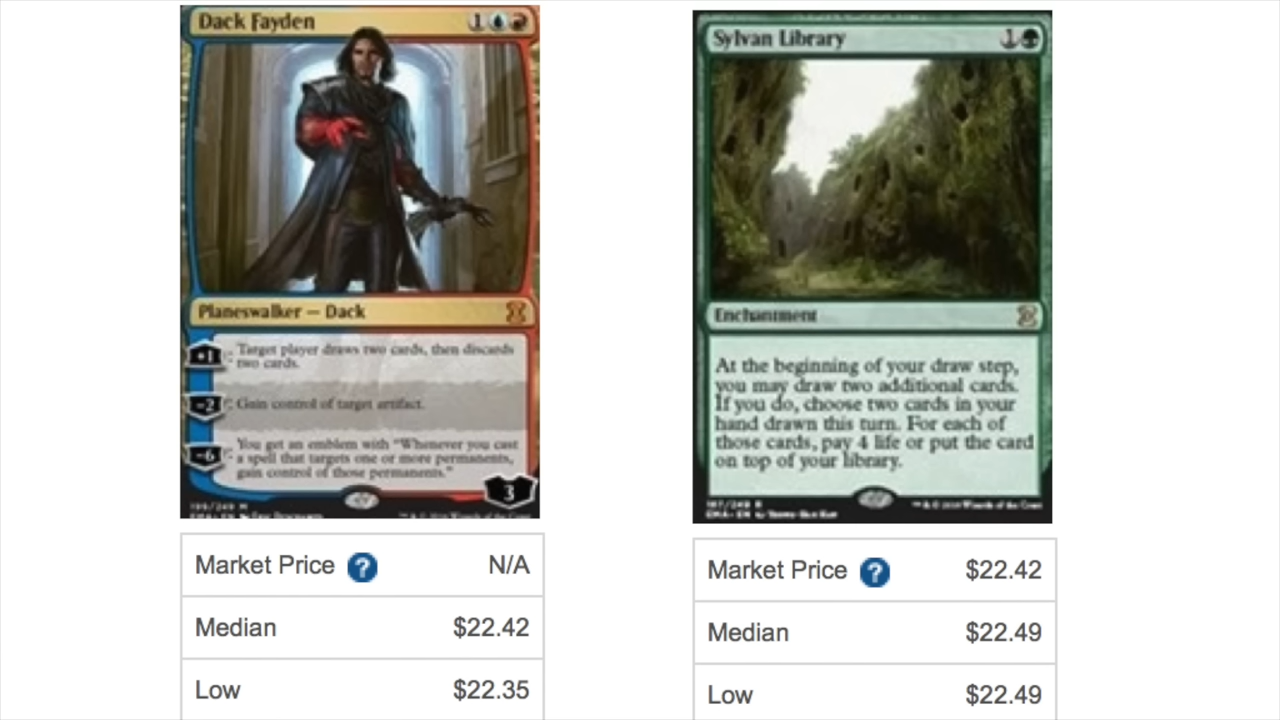 Dack Fayden
1
Planeswalker — Dack
+1: Target player draws two cards, then discards
two cards.
-2: Gain control of target artifact.
-6: You get an emblem with "Whenever you cast
a spell that targets one or more permanents,
gain control of those permanents."
3
Market Price ? N/A
Median $22.42
Low $22.35
Sylvan Library
1
Enchantment
At the beginning of your draw step,
you may draw two additional cards.
If you do, choose two cards in your
hand drawn this turn. For each of
those cards, pay 4 life or put the card
on top of your library.
Market Price ? $22.42
Median $22.49
Low $22.49